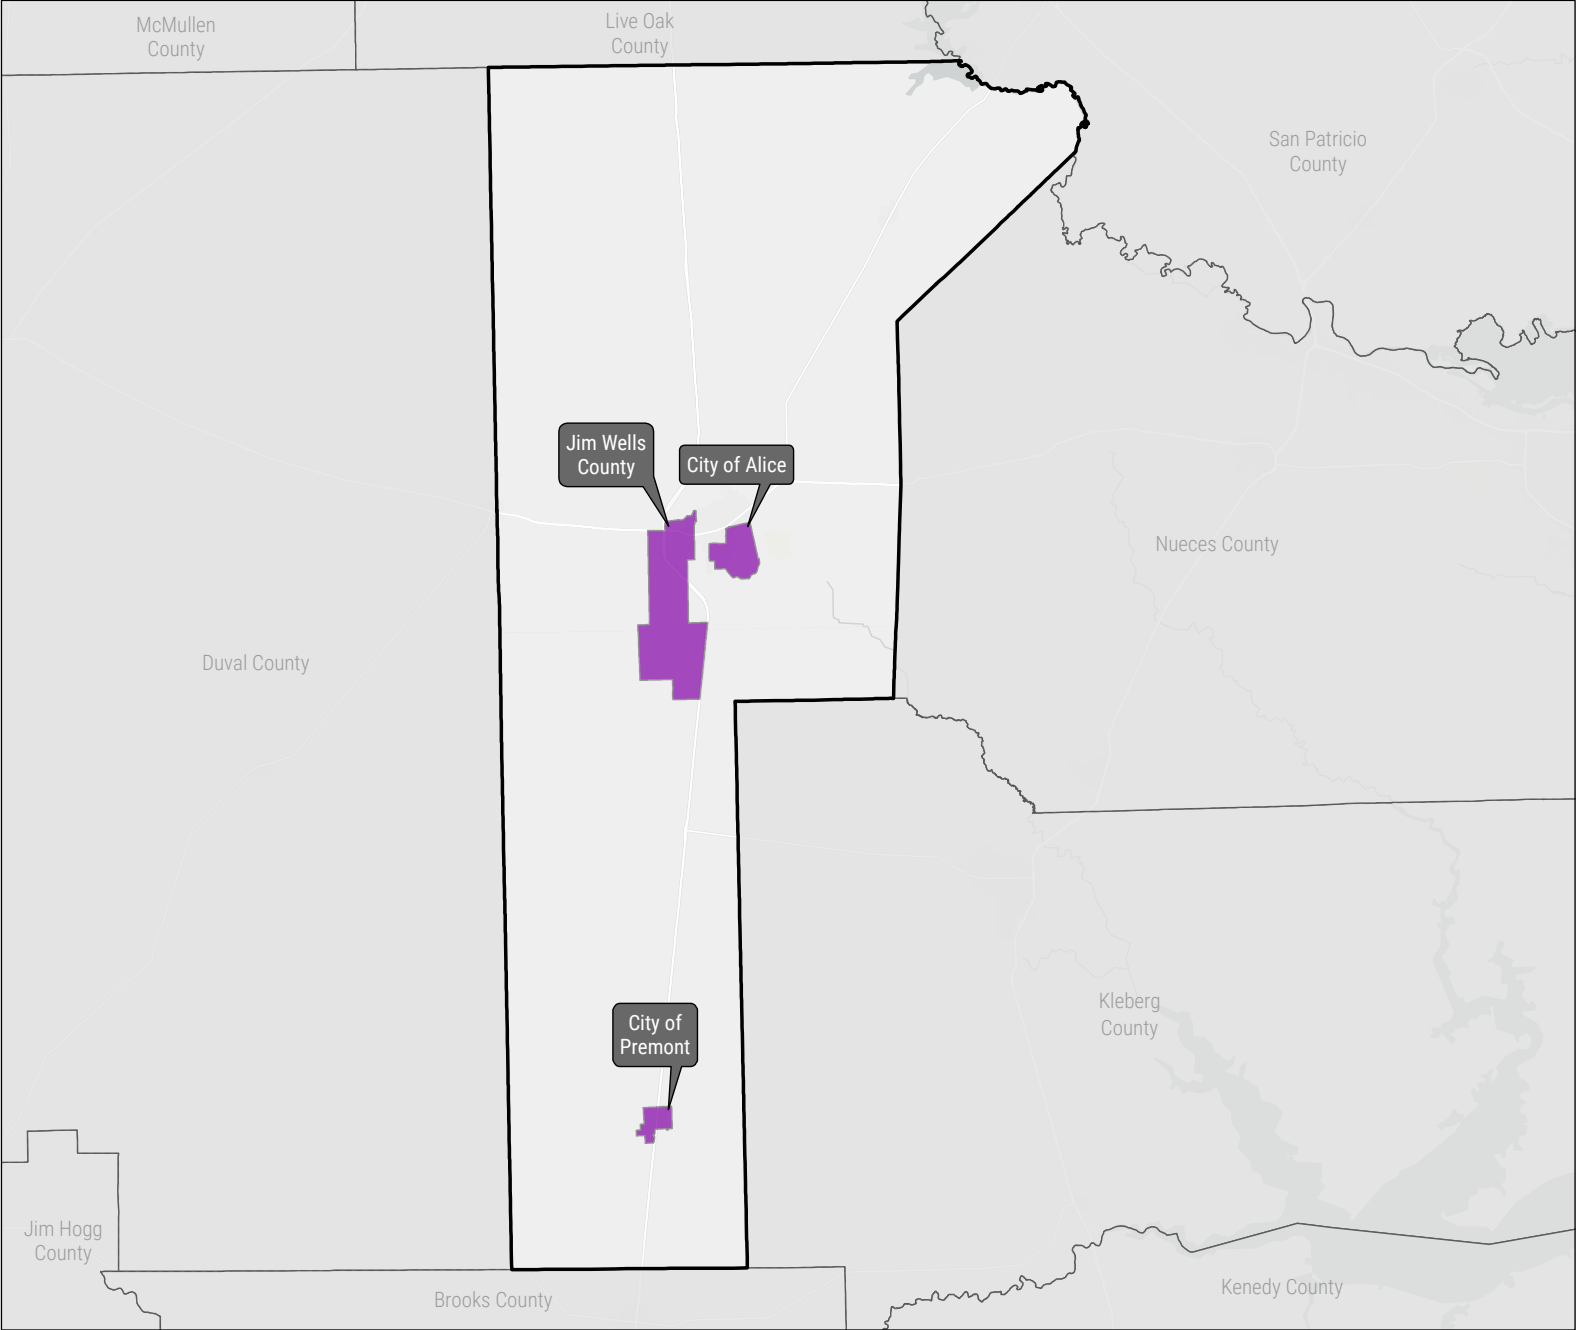 McMullen
County
Live Oak
County
San Patricio
County
Jim Wells
County
City of Alice
Nueces County
Duval County
Kleberg
County
City of
Premont
Jim Hogg
County
Brooks County
Kenedy County